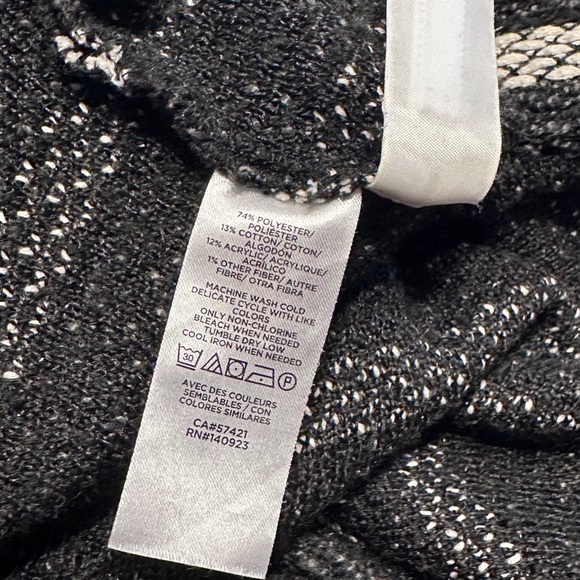 74% POLYESTER/
POLIÉSTER
13% COTTON/ COTON/
ALGODÓN
12% ACRYLIC/ ACRYLIQUE/
ACRÍLICO
1% OTHER FIBER/ AUTRE
FIBRE/ OTRA FIBRA
MACHINE WASH COLD
DELICATE CYCLE WITH LIKE
COLORS
ONLY NON-CHLORINE
BLEACH WHEN NEEDED
TUMBLE DRY LOW
COOL IRON WHEN NEEDED
30 P
AVEC DES COULEURS
SEMBLABLES / CON
COLORES SIMILARES
CA#57421
RN#140923